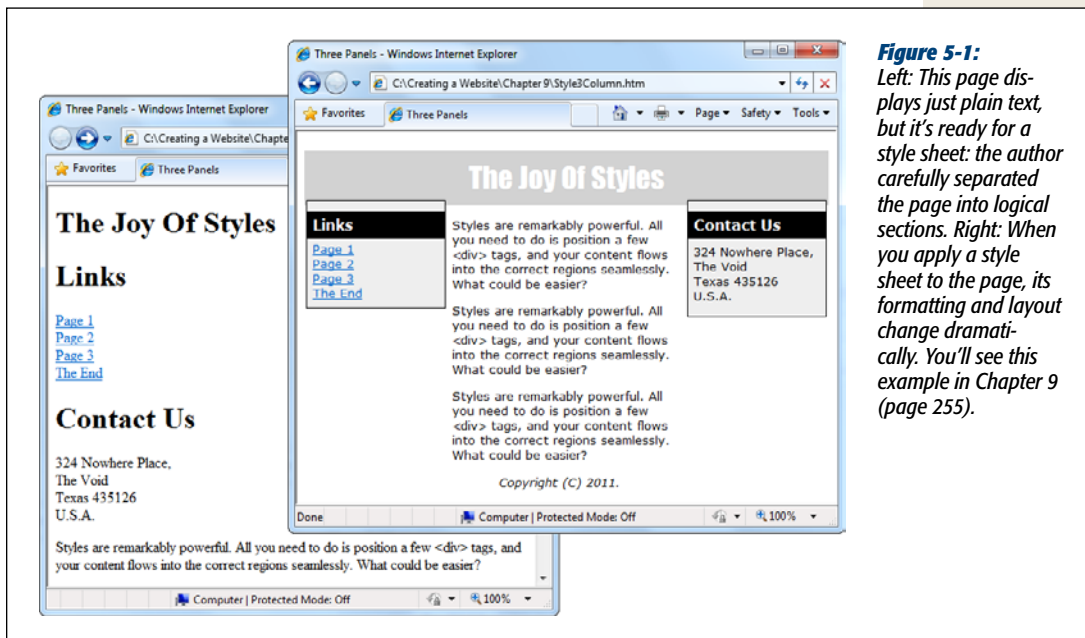 Three Panels - Windows Internet Explorer
C:\Creating a Website\Chapte
Favorites
Three Panels
The Joy Of Styles
Links
Page 1
Page 2
Page 3
The End
Contact Us
324 Nowhere Place,
The Void
Texas 435126
U.S.A.
Styles are remarkably powerful. All you need to do is position a few <div> tags, and
your content flows into the correct regions seamlessly. What could be easier?
Computer | Protected Mode: Off
100%
Three Panels - Windows Internet Explorer
C:\Creating a Website\Chapter 9\Style3Column.htm
Favorites
Three Panels
Page
Safety
Tools
The Joy Of Styles
Links
Page 1
Page 2
Page 3
The End
Styles are remarkably powerful. All
you need to do is position a few
<div> tags, and your content flows
into the correct regions seamlessly.
What could be easier?
Styles are remarkably powerful. All
you need to do is position a few
<div> tags, and your content flows
into the correct regions seamlessly.
What could be easier?
Styles are remarkably powerful. All
you need to do is position a few
<div> tags, and your content flows
into the correct regions seamlessly.
What could be easier?
Copyright (C) 2011.
Contact Us
324 Nowhere Place,
The Void
Texas 435126
U.S.A.
Done
Computer | Protected Mode: Off
100%
Figure 5-1:
Left: This page dis-
plays just plain text,
but it's ready for a
style sheet: the author
carefully separated
the page into logical
sections. Right: When
you apply a style
sheet to the page, its
formatting and layout
change dramati-
cally. You'll see this
example in Chapter 9
(page 255).